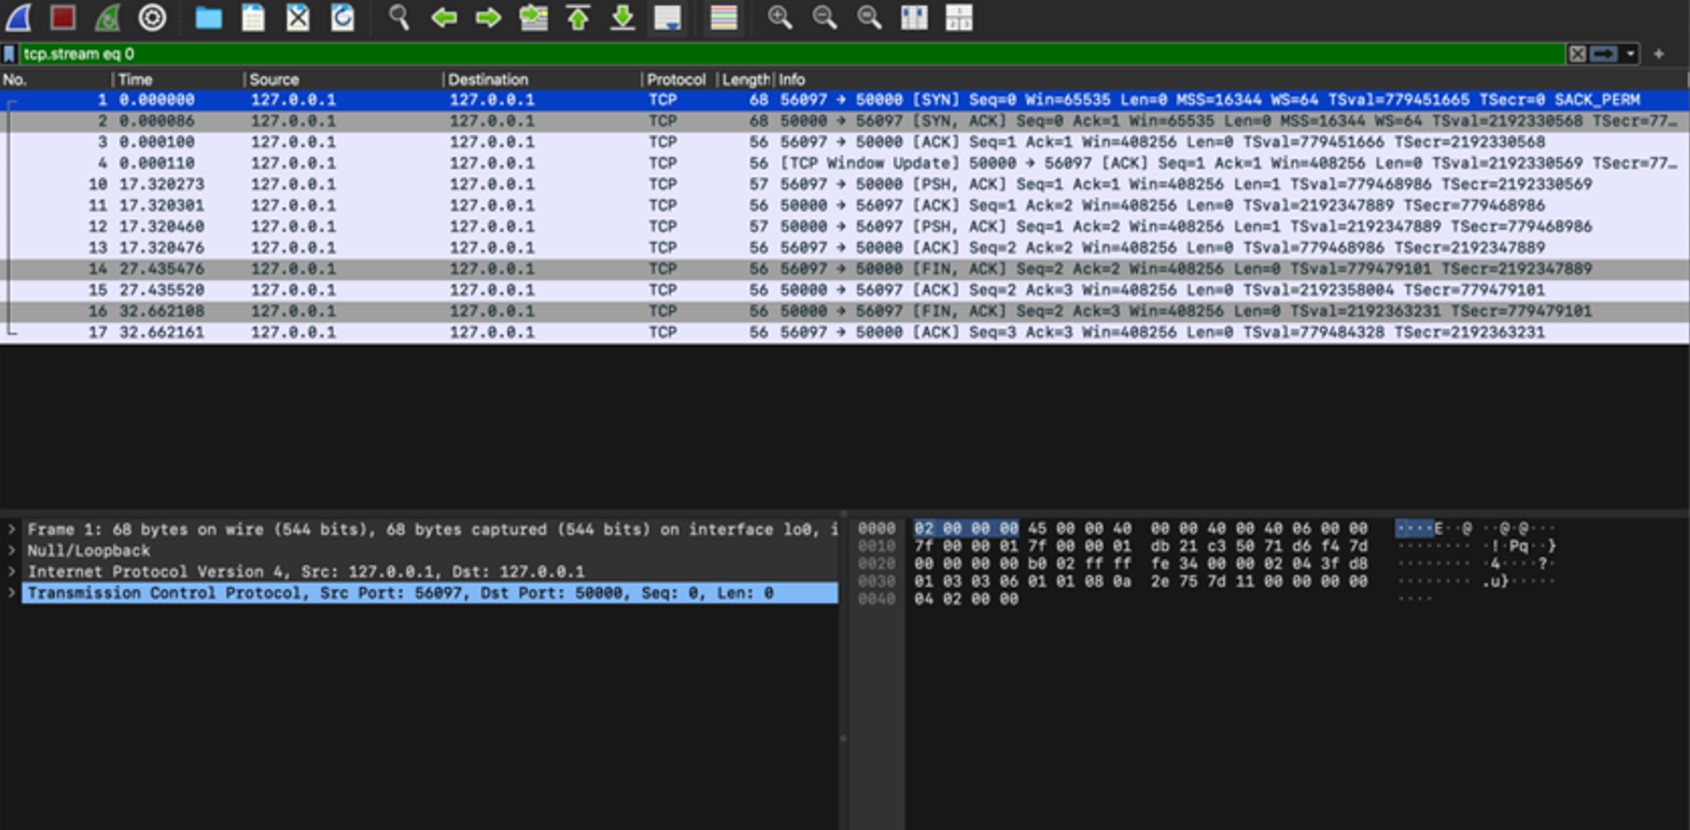 tcp.stream eq 0
No. Time Source Destination Protocol Length Info
1 0.000000 127.0.0.1 127.0.0.1 TCP 68 56097 → 50000 [SYN] Seq=0 Win=65535 Len=0 MSS=16344 WS=64 TSval=779451665 TSecr=0 SACK_PERM
2 0.000086 127.0.0.1 127.0.0.1 TCP 68 50000 → 56097 [SYN, ACK] Seq=0 Ack=1 Win=65535 Len=0 MSS=16344 WS=64 TSval=2192330568 TSecr=77…
3 0.000100 127.0.0.1 127.0.0.1 TCP 56 56097 → 50000 [ACK] Seq=1 Ack=1 Win=408256 Len=0 TSval=779451666 TSecr=2192330568
4 0.000110 127.0.0.1 127.0.0.1 TCP 56 [TCP Window Update] 50000 → 56097 [ACK] Seq=1 Ack=1 Win=408256 Len=0 TSval=2192330569 TSecr=77…
10 17.320273 127.0.0.1 127.0.0.1 TCP 57 56097 → 50000 [PSH, ACK] Seq=1 Ack=1 Win=408256 Len=1 TSval=779468986 TSecr=2192330569
11 17.320301 127.0.0.1 127.0.0.1 TCP 56 50000 → 56097 [ACK] Seq=1 Ack=2 Win=408256 Len=0 TSval=2192347889 TSecr=779468986
12 17.320460 127.0.0.1 127.0.0.1 TCP 57 50000 → 56097 [PSH, ACK] Seq=1 Ack=2 Win=408256 Len=1 TSval=2192347889 TSecr=779468986
13 17.320476 127.0.0.1 127.0.0.1 TCP 56 56097 → 50000 [ACK] Seq=2 Ack=2 Win=408256 Len=0 TSval=779468986 TSecr=2192347889
14 27.435476 127.0.0.1 127.0.0.1 TCP 56 56097 → 50000 [FIN, ACK] Seq=2 Ack=2 Win=408256 Len=0 TSval=779479101 TSecr=2192347889
15 27.435520 127.0.0.1 127.0.0.1 TCP 56 50000 → 56097 [ACK] Seq=2 Ack=3 Win=408256 Len=0 TSval=2192358004 TSecr=779479101
16 32.662108 127.0.0.1 127.0.0.1 TCP 56 50000 → 56097 [FIN, ACK] Seq=2 Ack=3 Win=408256 Len=0 TSval=2192363231 TSecr=779479101
17 32.662161 127.0.0.1 127.0.0.1 TCP 56 56097 → 50000 [ACK] Seq=3 Ack=3 Win=408256 Len=0 TSval=779484328 TSecr=2192363231
Frame 1: 68 bytes on wire (544 bits), 68 bytes captured (544 bits) on interface lo0, i
Null/Loopback
Internet Protocol Version 4, Src: 127.0.0.1, Dst: 127.0.0.1
Transmission Control Protocol, Src Port: 56097, Dst Port: 50000, Seq: 0, Len: 0
0000 02 00 00 00 45 00 00 40 00 00 40 00 40 06 00 00 ····E··@ ··@·@···
0010 7f 00 00 01 7f 00 00 01 db 21 c3 50 71 d6 f4 7d ········ ·!·Pq··}
0020 00 00 00 00 b0 02 ff ff fe 34 00 00 02 04 3f d8 ········ ·4····?·
0030 01 03 03 06 01 01 08 0a 2e 75 7d 11 00 00 00 00 ········ .u}·····
0040 04 02 00 00 ····